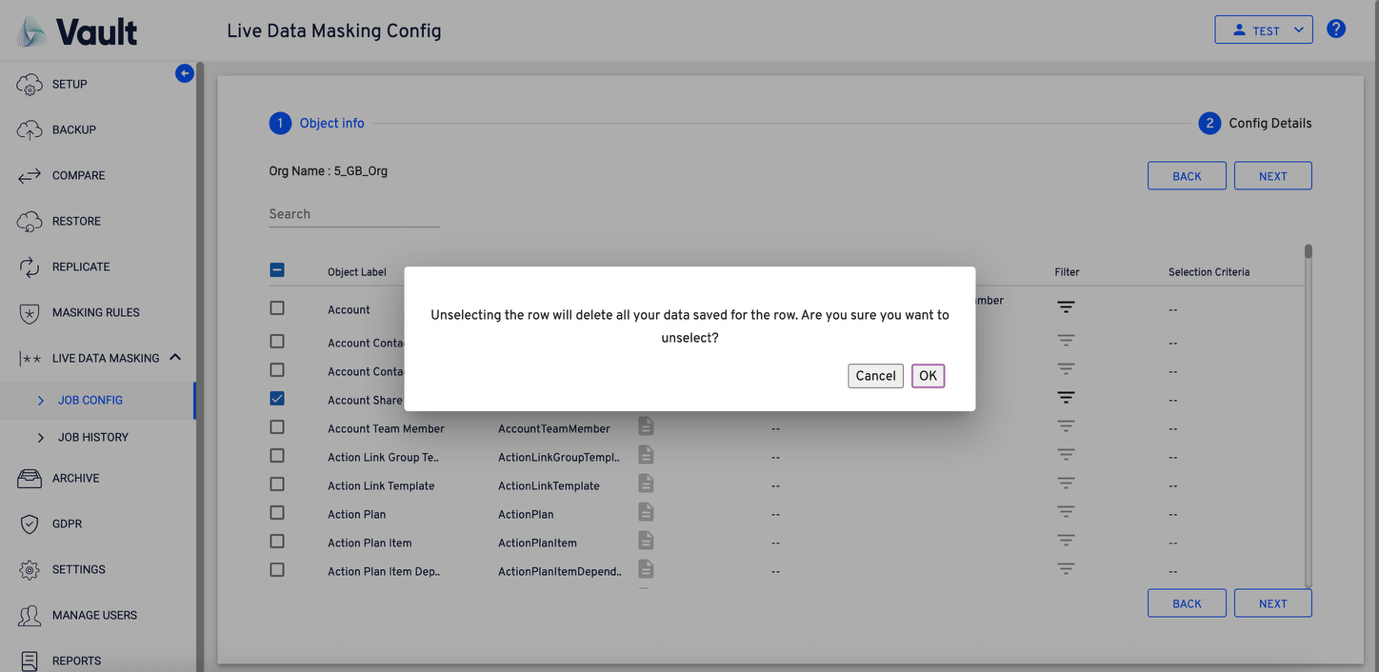 Vault
Live Data Masking Config
TEST
?
SETUP
BACKUP
COMPARE
RESTORE
REPLICATE
MASKING RULES
LIVE DATA MASKING
JOB CONFIG
JOB HISTORY
ARCHIVE
GDPR
SETTINGS
MANAGE USERS
REPORTS
1 Object info
2 Config Details
Org Name : 5_GB_Org
BACK NEXT
Search
Object Label Filter Selection Criteria
Account --
Account Conta --
Account Conta --
Account Share --
Unselecting the row will delete all your data saved for the row. Are you sure you want to
unselect?
Cancel OK
Account Team Member AccountTeamMember -- --
Action Link Group Te.. ActionLinkGroupTempl.. -- --
Action Link Template ActionLinkTemplate -- --
Action Plan ActionPlan -- --
Action Plan Item ActionPlanItem -- --
Action Plan Item Dep.. ActionPlanItemDepend.. -- --
BACK NEXT